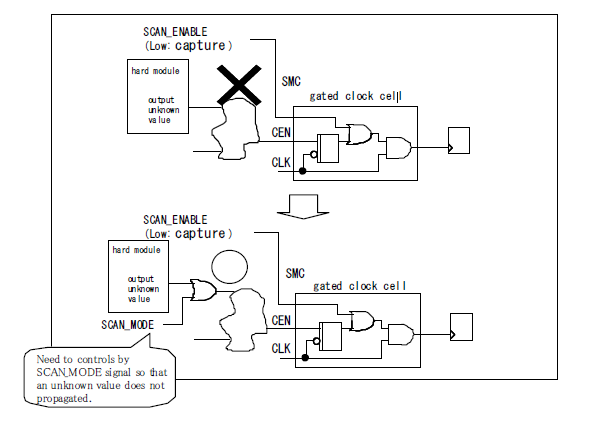 SCAN_ENABLE
(Low: capture)
hard module
SMC
gated clock cell
output
unknown
value
CEN
CLK
SCAN_ENABLE
(Low: capture)
hard module
SMC
gated clock cell
output
unknown
value
SCAN_MODE
CEN
CLK
Need to controls by
SCAN_MODE signal so that
an unknown value does not
propagated.